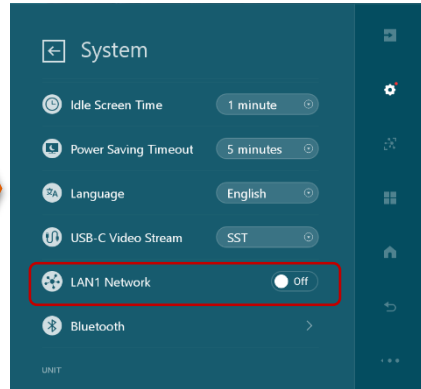 System
Idle Screen Time 1 minute
Power Saving Timeout 5 minutes
Language English
USB-C Video Stream SST
LAN1 Network Off
Bluetooth
UNIT